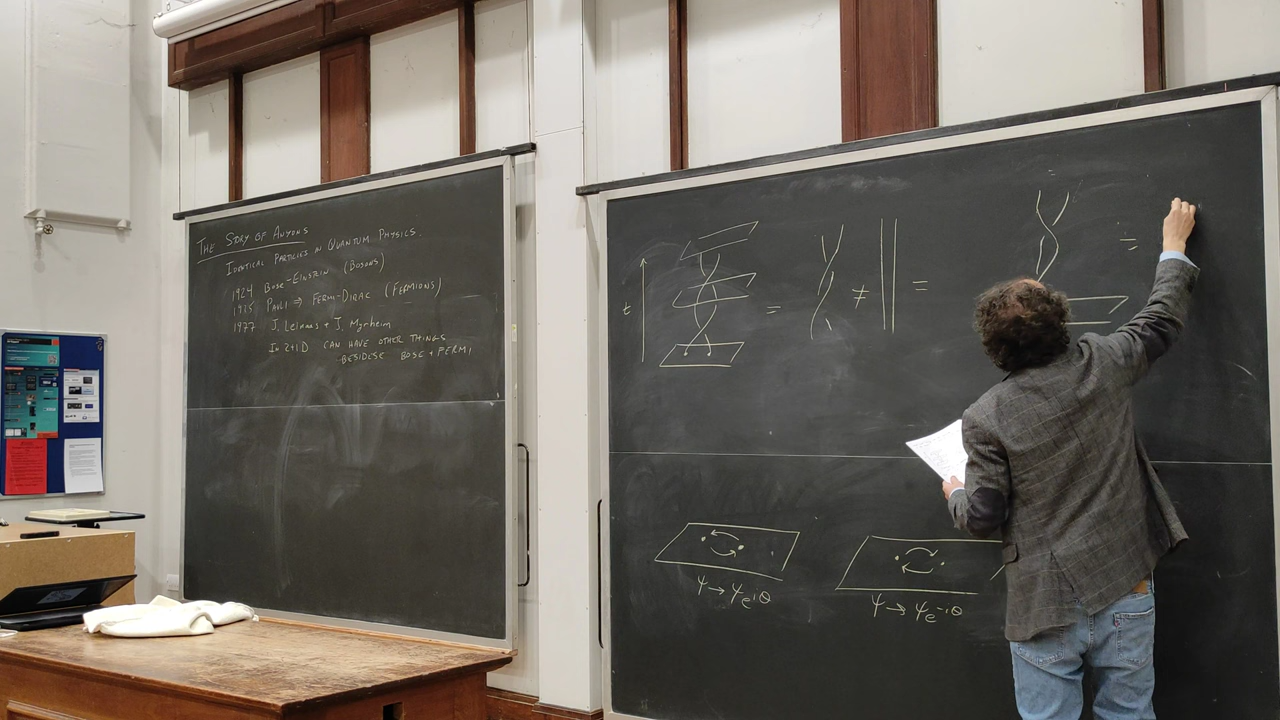 THE STORY OF ANYONS
IDENTICAL PARTICLES IN QUANTUM PHYSICS.
1924 BOSE-EINSTEIN (BOSONS)
1925 PAULI ⇒ FERMI-DIRAC (FERMIONS)
1977 J. Leinaas + J. Myrheim
In 2+1D CAN HAVE OTHER THINGS
BESIDESE BOSE + FERMI
t = ≠ = =
ψ→ψe^iθ
ψ→ψe^-iθ